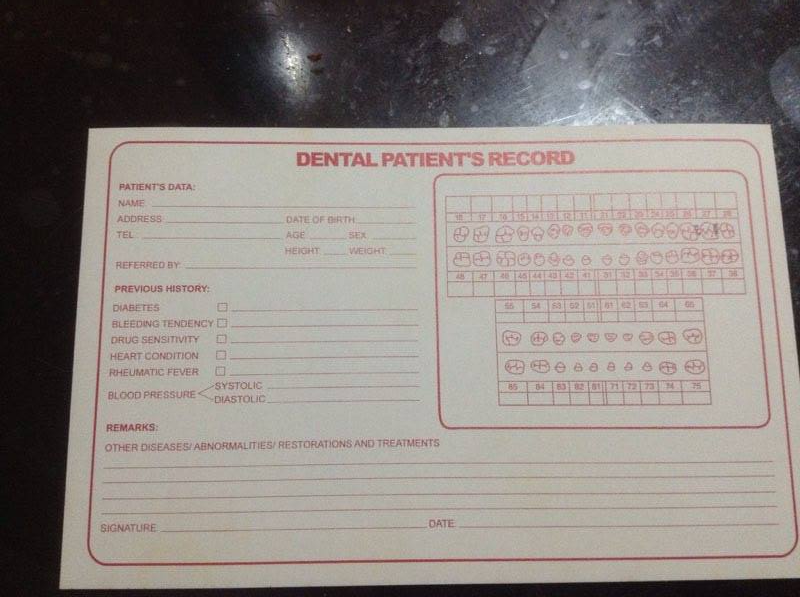 DENTAL PATIENT'S RECORD
PATIENT'S DATA:
NAME
ADDRESS DATE OF BIRTH
TEL. AGE SEX
HEIGHT WEIGHT
REFERRED BY:
PREVIOUS HISTORY:
DIABETES
BLEEDING TENDENCY
DRUG SENSITIVITY
HEART CONDITION
RHEUMATIC FEVER
BLOOD PRESSURE SYSTOLIC
DIASTOLIC
18 17 16 15 14 13 12 11 21 22 23 24 25 26 27 28
48 47 46 45 44 43 42 41 31 32 33 34 35 36 37 38
55 54 53 52 51 61 62 63 64 65
85 84 83 82 81 71 72 73 74 75
REMARKS:
OTHER DISEASES/ ABNORMALITIES/ RESTORATIONS AND TREATMENTS
SIGNATURE DATE